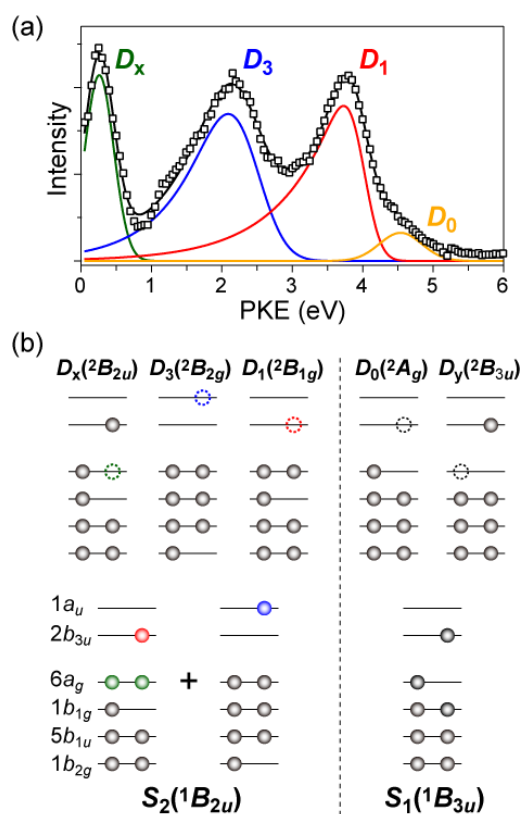 (a)
Dx D3 D1 D0
Intensity
0 1 2 3 4 5 6
PKE (eV)
(b)
Dx(²B2u) D3(²B2g) D1(²B1g) D0(²Ag) Dy(²B3u)
1au
2b3u
6ag +
1b1g
5b1u
1b2g
S2(¹B2u) S1(¹B3u)